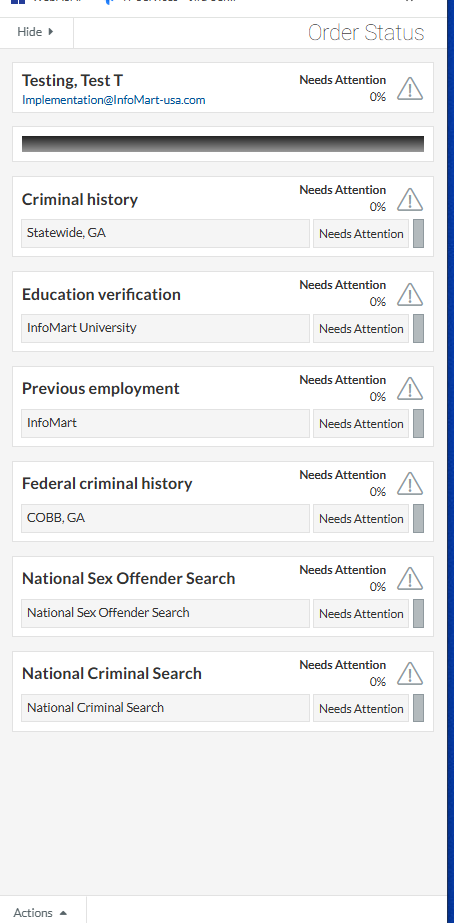 Hide
Order Status
Testing, Test T
Needs Attention
Implementation@InfoMart-usa.com
0%
Criminal history
Needs Attention
0%
Statewide, GA
Needs Attention
Education verification
Needs Attention
0%
InfoMart University
Needs Attention
Previous employment
Needs Attention
0%
InfoMart
Needs Attention
Federal criminal history
Needs Attention
0%
COBB, GA
Needs Attention
National Sex Offender Search
Needs Attention
0%
National Sex Offender Search
Needs Attention
National Criminal Search
Needs Attention
0%
National Criminal Search
Needs Attention
Actions